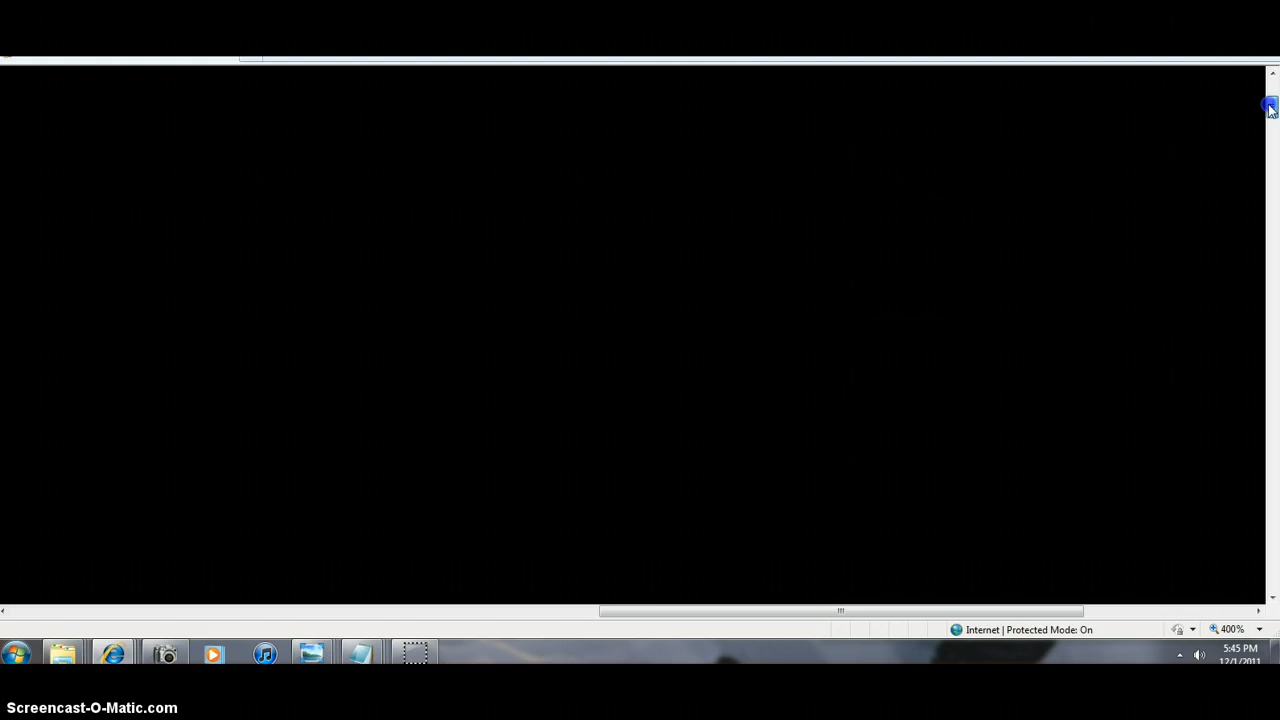 Internet | Protected Mode: On
400%
5:45 PM
12/1/2011
Screencast-O-Matic.com